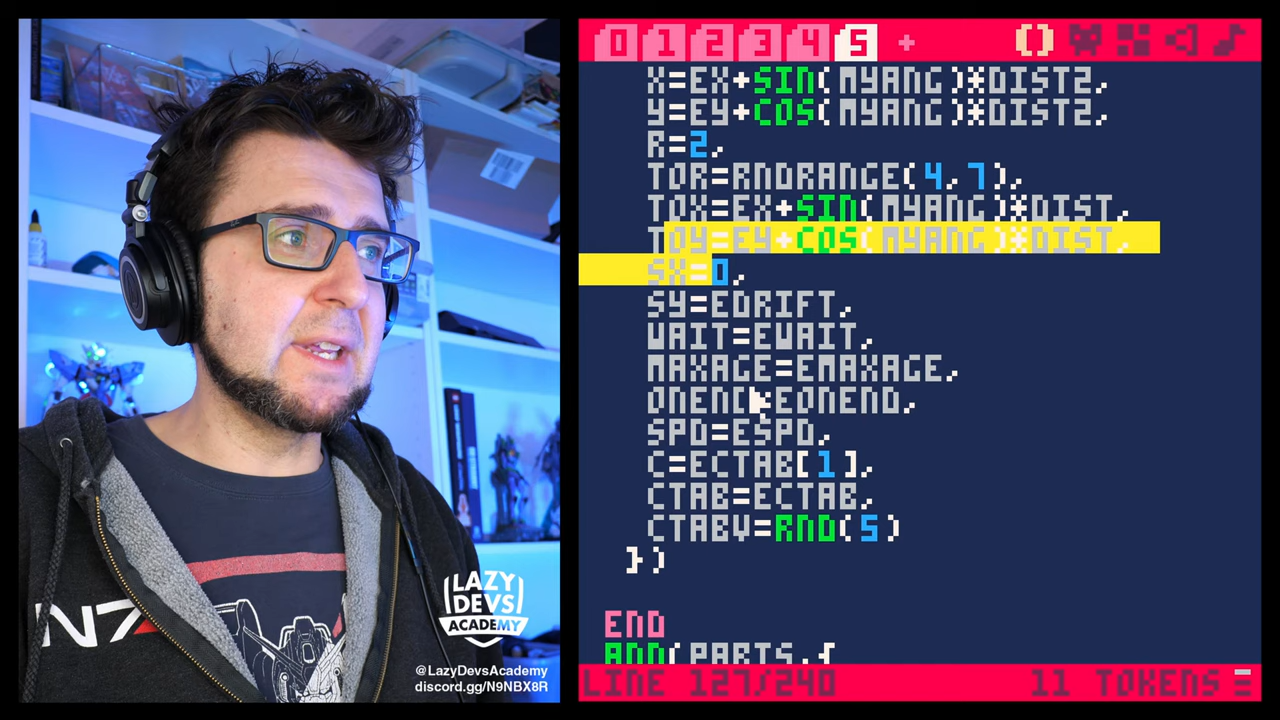 0 1 2 3 4 5 + ()
X=EX+SIN(MYANG)*DIST2,
Y=EY+COS(MYANG)*DIST2,
R=2,
TOR=RNDRANGE(4,7),
TOX=EX+SIN(MYANG)*DIST,
TOY=EY+COS(MYANG)*DIST,
SX=0,
SY=EDRIFT,
WAIT=EWAIT,
MAXAGE=EMAXAGE,
ONEND=EONEND,
SPD=ESPD,
C=ECTAB[1],
CTAB=ECTAB,
CTABV=RND(5)
})
END
ADD(PARTS,{
LINE 127/240 11 TOKENS
N7
LAZY
DEVS
ACADEMY
@LazyDevsAcademy
discord.gg/N9NBX8R